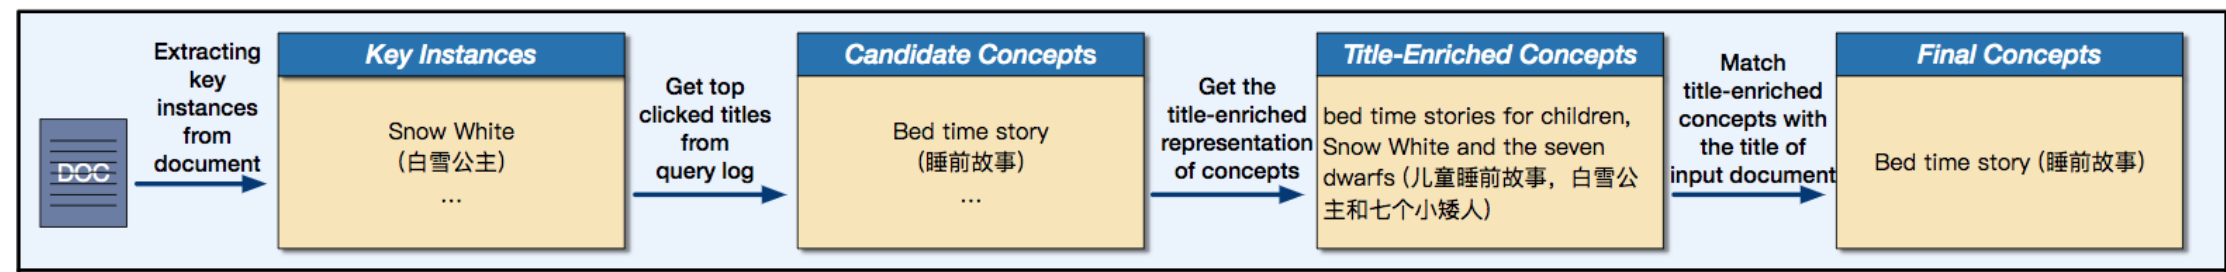 DOC
Extracting
key
instances
from
document
Key Instances
Snow White
(白雪公主)
...
Get top
clicked titles
from
query log
Candidate Concepts
Bed time story
(睡前故事)
...
Get the
title-enriched
representation
of concepts
Title-Enriched Concepts
bed time stories for children,
Snow White and the seven
dwarfs (儿童睡前故事，白雪公
主和七个小矮人)
Match
title-enriched
concepts with
the title of
input document
Final Concepts
Bed time story (睡前故事)